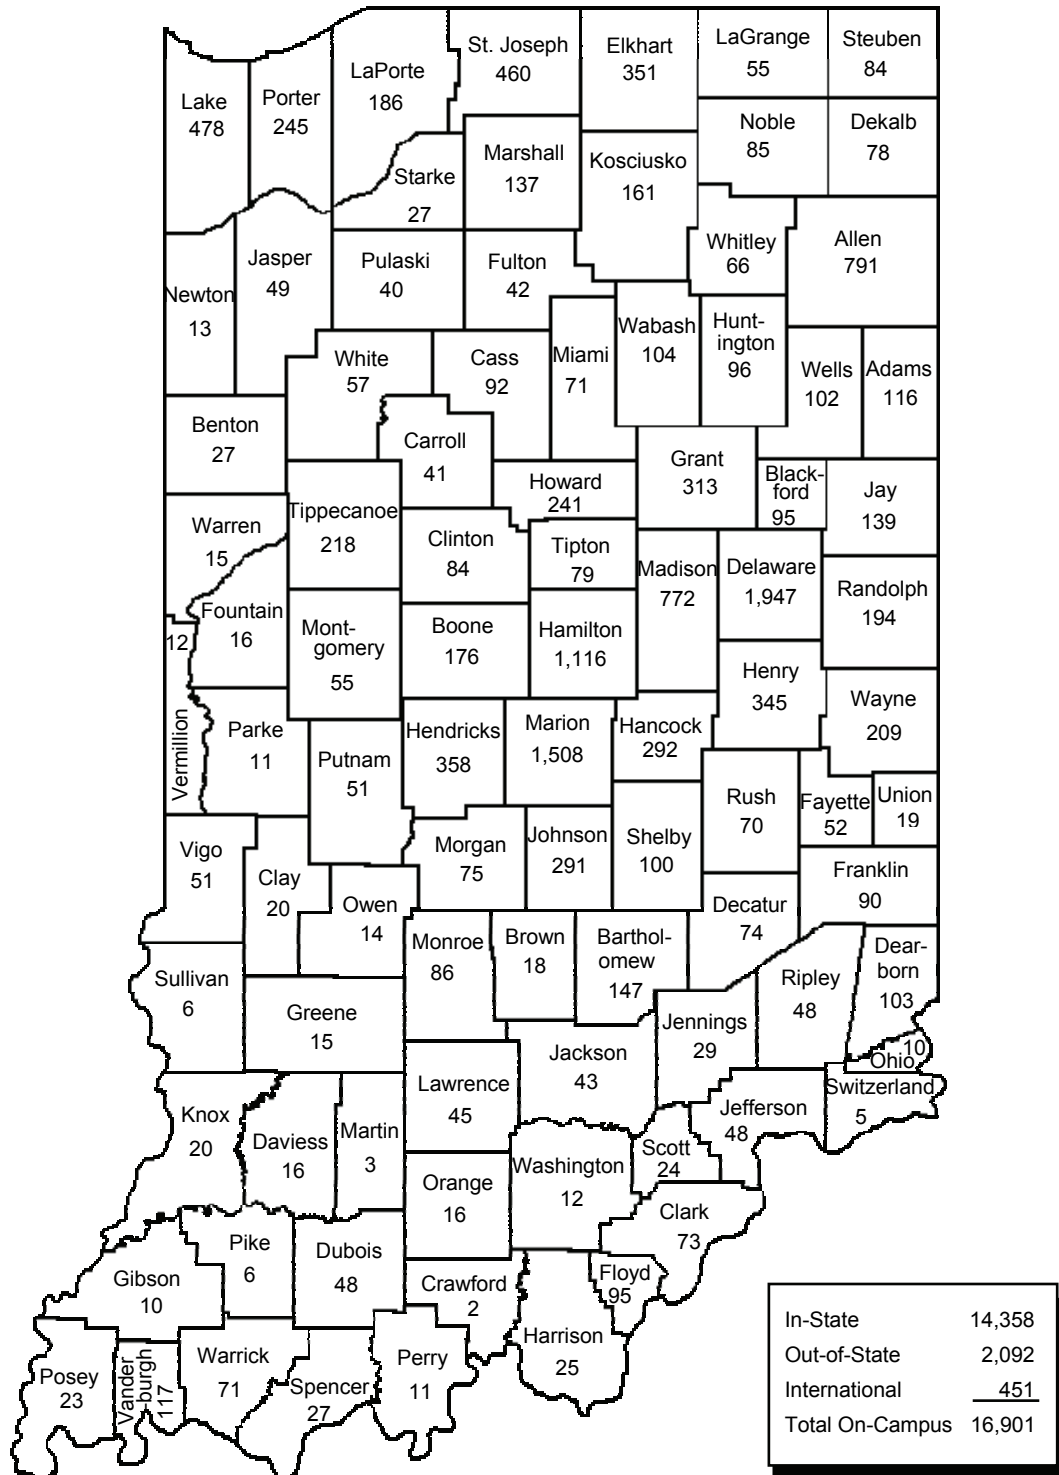 St. Joseph
460
Elkhart
351
LaGrange
55
Steuben
84
LaPorte
186
Lake
478
Porter
245
Noble
85
Dekalb
78
Marshall
137
Kosciusko
161
Starke
27
Whitley
66
Allen
791
Jasper
49
Pulaski
40
Fulton
42
Newton
13
Wabash
104
Hunt-
ington
96
White
57
Cass
92
Miami
71
Wells
102
Adams
116
Benton
27
Carroll
41
Grant
313
Howard
241
Black-
ford
95
Jay
139
Warren
15
Tippecanoe
218
Clinton
84
Tipton
79
Madison
772
Delaware
1,947
Randolph
194
Fountain
16
Mont-
gomery
55
Boone
176
Hamilton
1,116
12
Vermillion
Henry
345
Wayne
209
Parke
11
Putnam
51
Hendricks
358
Marion
1,508
Hancock
292
Rush
70
Fayette
52
Union
19
Vigo
51
Clay
20
Morgan
75
Johnson
291
Shelby
100
Franklin
90
Owen
14
Decatur
74
Monroe
86
Brown
18
Barthol-
omew
147
Dear-
born
103
Sullivan
6
Ripley
48
Greene
15
Jennings
29
Jackson
43
10
Ohio
Switzerland
5
Lawrence
45
Knox
20
Daviess
16
Martin
3
Jefferson
48
Scott
24
Washington
12
Orange
16
Clark
73
Pike
6
Dubois
48
Gibson
10
Crawford
2
Floyd
95
Harrison
25
Posey
23
Vander
-burgh
117
Warrick
71
Spencer
27
Perry
11
In-State 14,358
Out-of-State 2,092
International 451
Total On-Campus 16,901